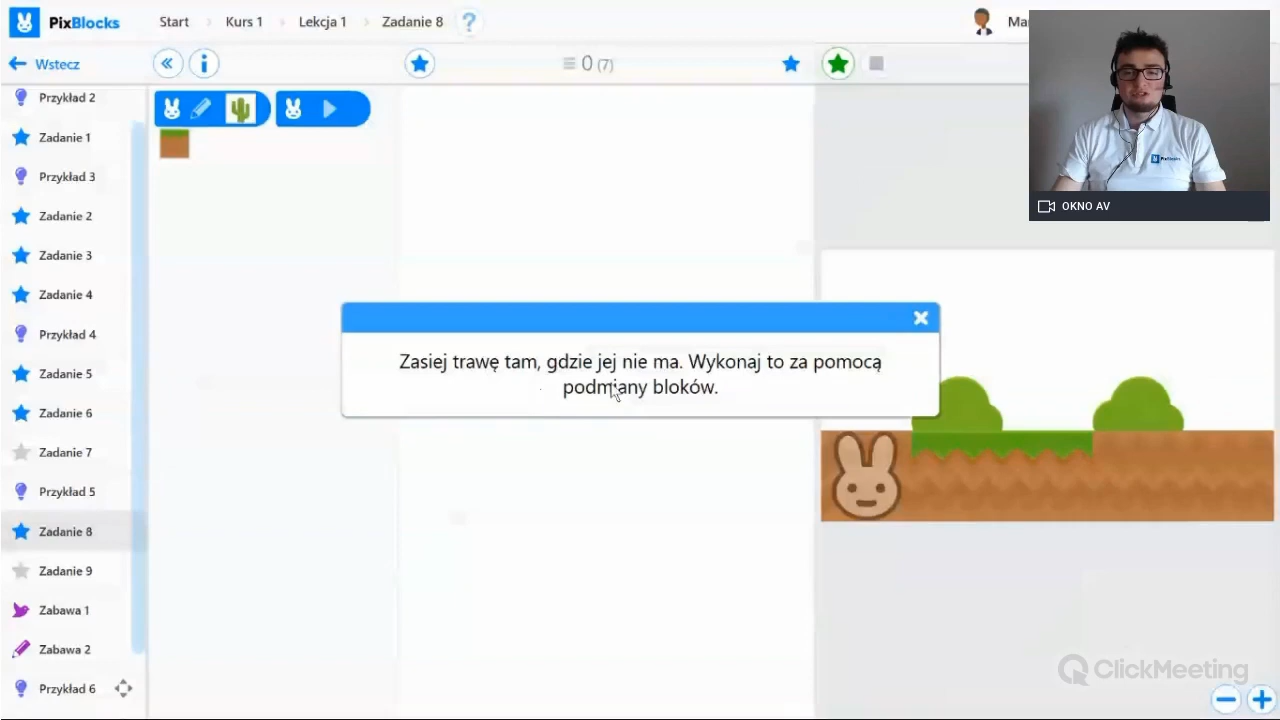 PixBlocks
Start
Kurs 1
Lekcja 1
Zadanie 8
?
Wstecz
i
0 (7)
Przykład 2
Zadanie 1
Przykład 3
Zadanie 2
Zadanie 3
Zadanie 4
Przykład 4
Zadanie 5
Zadanie 6
Zadanie 7
Przykład 5
Zadanie 8
Zadanie 9
Zabawa 1
Zabawa 2
Przykład 6
Zasiej trawę tam, gdzie jej nie ma. Wykonaj to za pomocą
podmiany bloków.
PixBlocks
OKNO AV
ClickMeeting